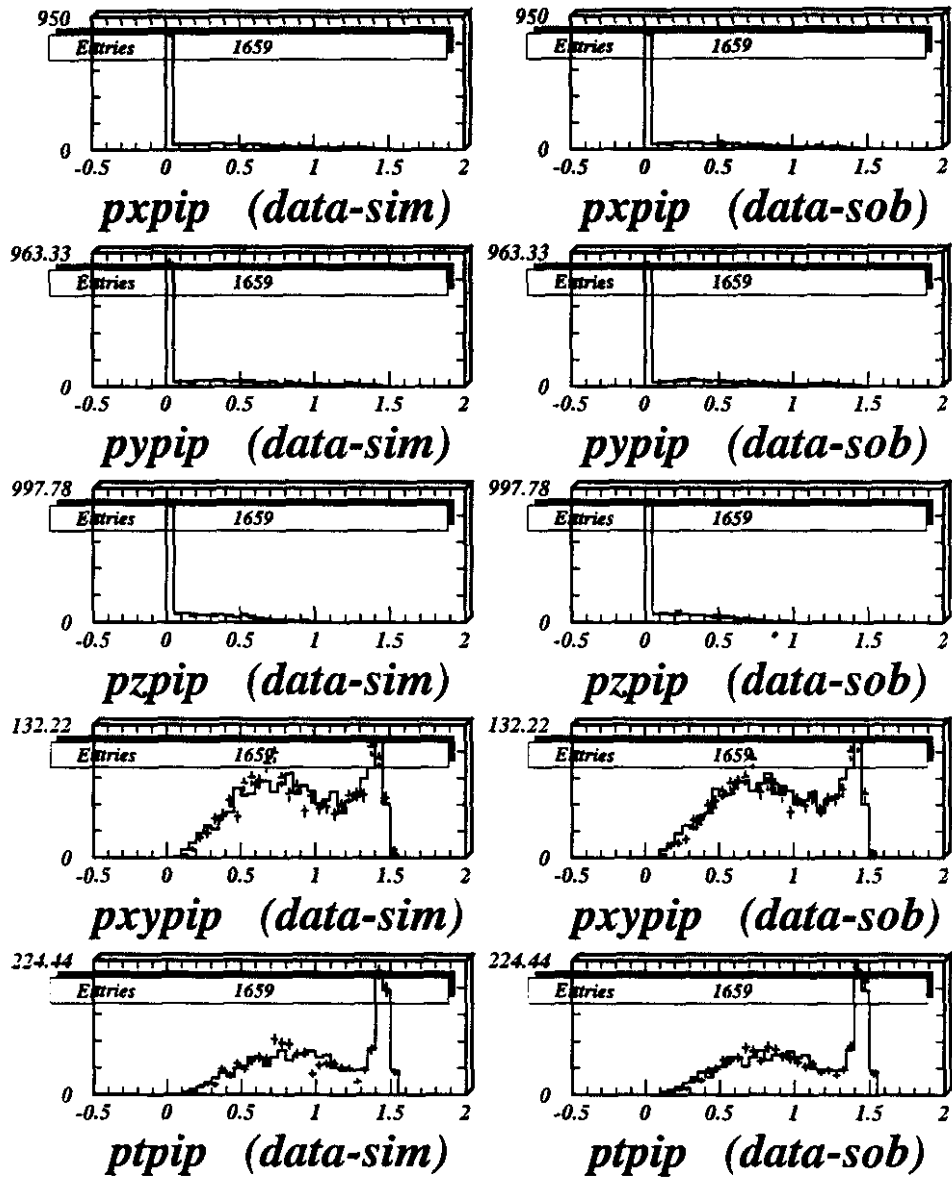 950 950
Entries 1659 Entries 1659
0 0
-0.5 0 0.5 1 1.5 2 -0.5 0 0.5 1 1.5 2
pxpip (data-sim) pxpip (data-sob)
963.33 963.33
Entries 1659 Entries 1659
0 0
-0.5 0 0.5 1 1.5 2 -0.5 0 0.5 1 1.5 2
pypip (data-sim) pypip (data-sob)
997.78 997.78
Entries 1659 Entries 1659
0 0
-0.5 0 0.5 1 1.5 2 -0.5 0 0.5 1 1.5 2
pzpip (data-sim) pzpip (data-sob)
132.22 132.22
Entries 1659 Entries 1659
0 0
-0.5 0 0.5 1 1.5 2 -0.5 0 0.5 1 1.5 2
pxypip (data-sim) pxypip (data-sob)
224.44 224.44
Entries 1659 Entries 1659
0 0
-0.5 0 0.5 1 1.5 2 -0.5 0 0.5 1 1.5 2
ptpip (data-sim) ptpip (data-sob)